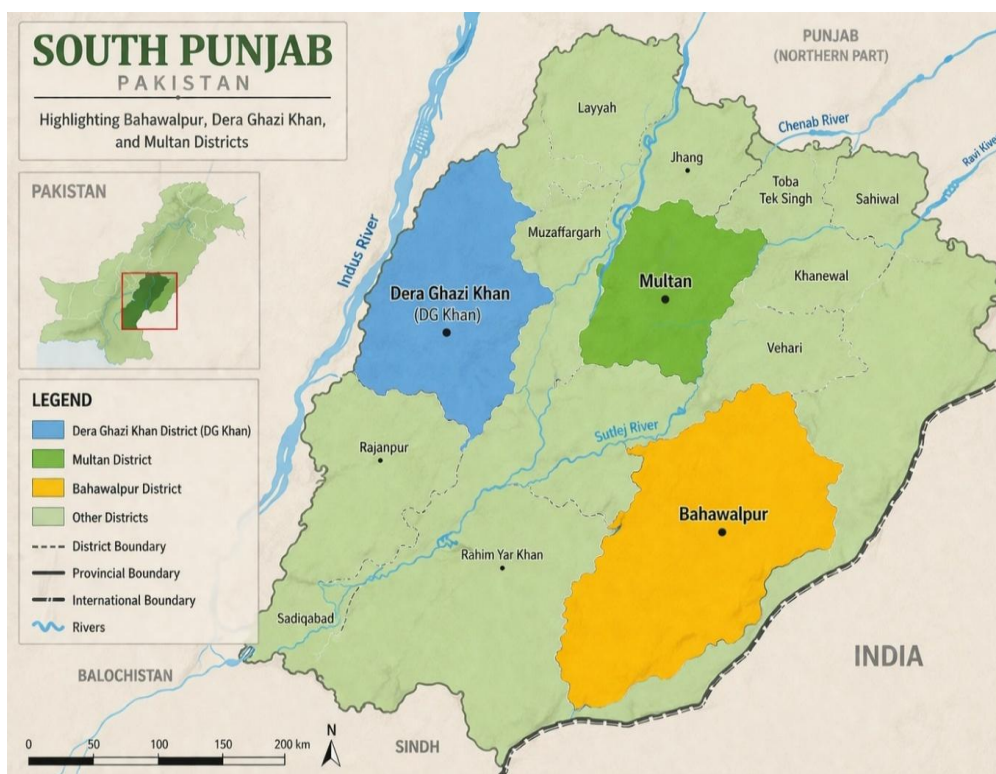 SOUTH PUNJAB
PAKISTAN
Highlighting Bahawalpur, Dera Ghazi Khan,
and Multan Districts
PAKISTAN
LEGEND
Dera Ghazi Khan District (DG Khan)
Multan District
Bahawalpur District
Other Districts
District Boundary
Provincial Boundary
International Boundary
Rivers
PUNJAB
(NORTHERN PART)
Layyah
Chenab River
Jhang
Ravi Kiver
Toba
Tek Singh
Sahiwal
Muzaffargarh
Indus River
Khanewal
Multan
Dera Ghazi Khan
(DG Khan)
Vehari
Sutlej River
Rajanpur
Bahawalpur
Rahim Yar Khan
Sadiqabad
INDIA
BALOCHISTAN
SINDH
N
0 50 100 150 200 km